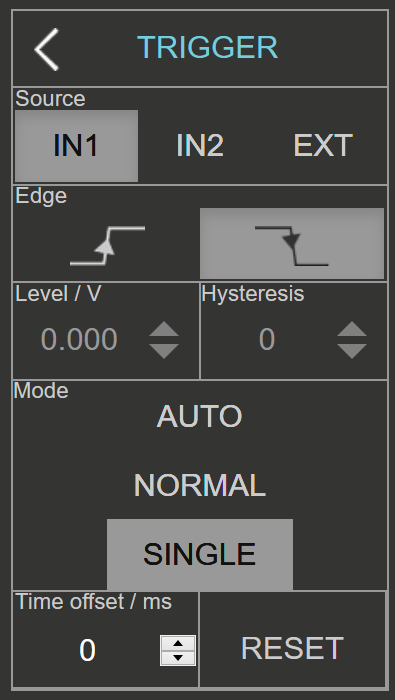 TRIGGER
Source
IN1 IN2 EXT
Edge
Level / V Hysteresis
0.000 0
Mode
AUTO
NORMAL
SINGLE
Time offset / ms
0 RESET